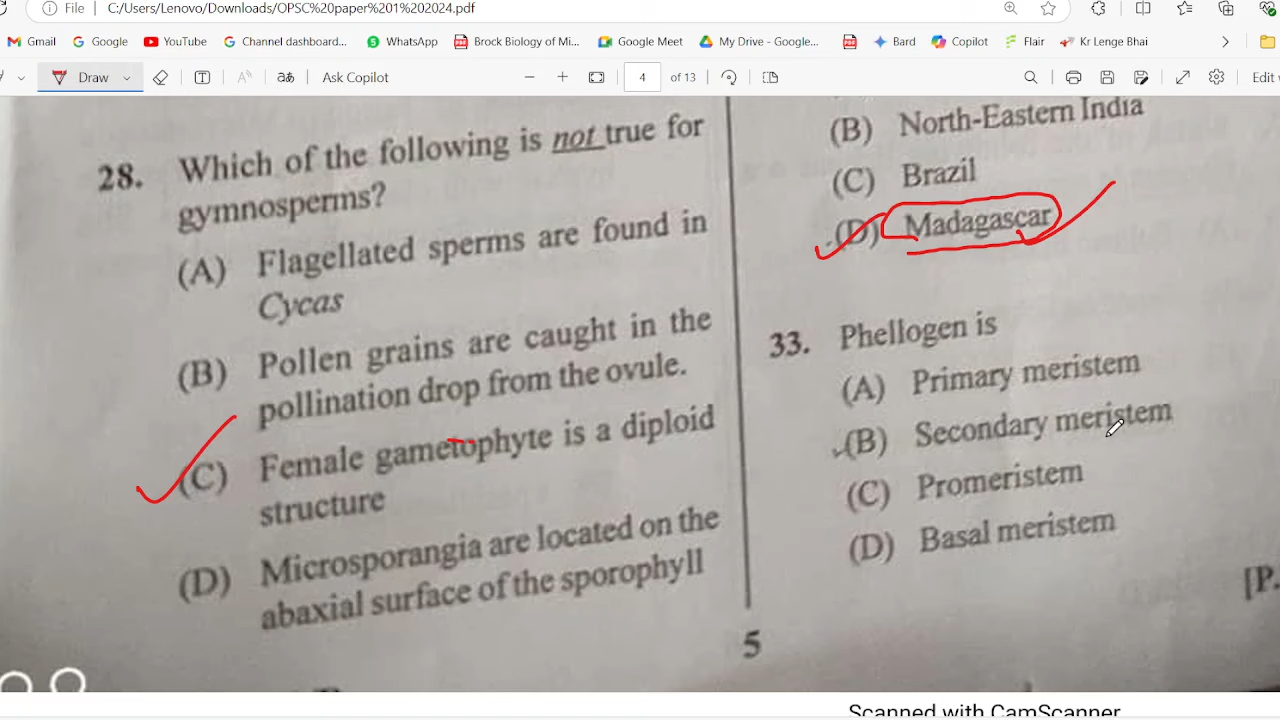 File
C:/Users/Lenovo/Downloads/OPSC%20paper%201%202024.pdf
Gmail
Google
YouTube
Channel dashboard...
WhatsApp
Brock Biology of Mi...
Google Meet
My Drive - Google...
Bard
Copilot
Flair
Kr Lenge Bhai
Draw
Ask Copilot
4
of 13
Edit
28. Which of the following is not true for
gymnosperms?
(A) Flagellated sperms are found in
Cycas
(B) Pollen grains are caught in the
pollination drop from the ovule.
(C) Female gametophyte is a diploid
structure
(D) Microsporangia are located on the
abaxial surface of the sporophyll
(B) North-Eastern India
(C) Brazil
(D) Madagascar
33. Phellogen is
(A) Primary meristem
(B) Secondary meristem
(C) Promeristem
(D) Basal meristem
[P.
5
Scanned with CamScanner